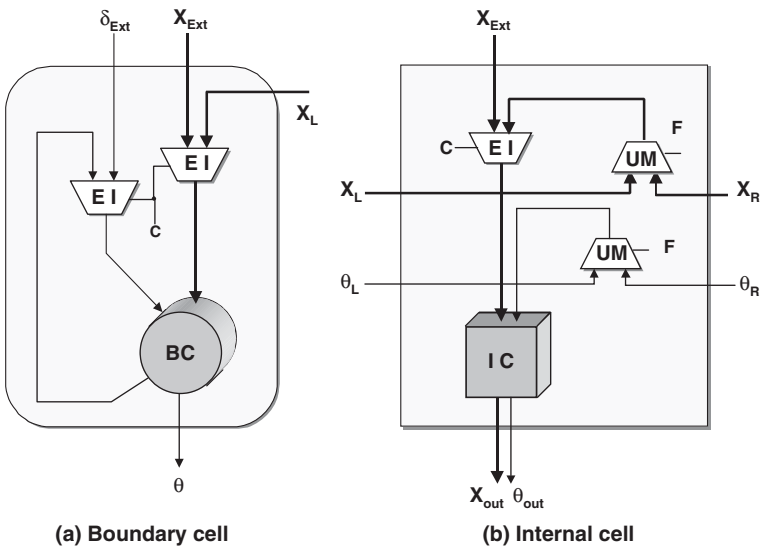 δExt
XExt
XL
E I
E I
C
BC
θ
(a) Boundary cell
XExt
C
E I
F
UM
XL
XR
F
UM
θL
θR
I C
Xout θout
(b) Internal cell